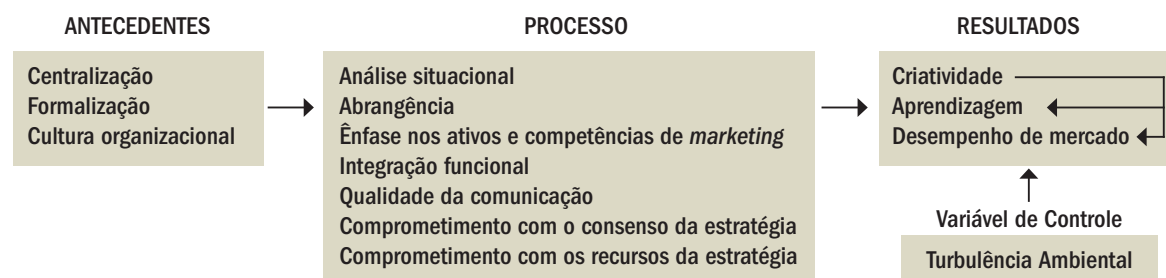 ANTECEDENTES
Centralização
Formalização
Cultura organizacional
PROCESSO
Análise situacional
Abrangência
Ênfase nos ativos e competências de marketing
Integração funcional
Qualidade da comunicação
Comprometimento com o consenso da estratégia
Comprometimento com os recursos da estratégia
RESULTADOS
Criatividade
Aprendizagem
Desempenho de mercado
Variável de Controle
Turbulência Ambiental